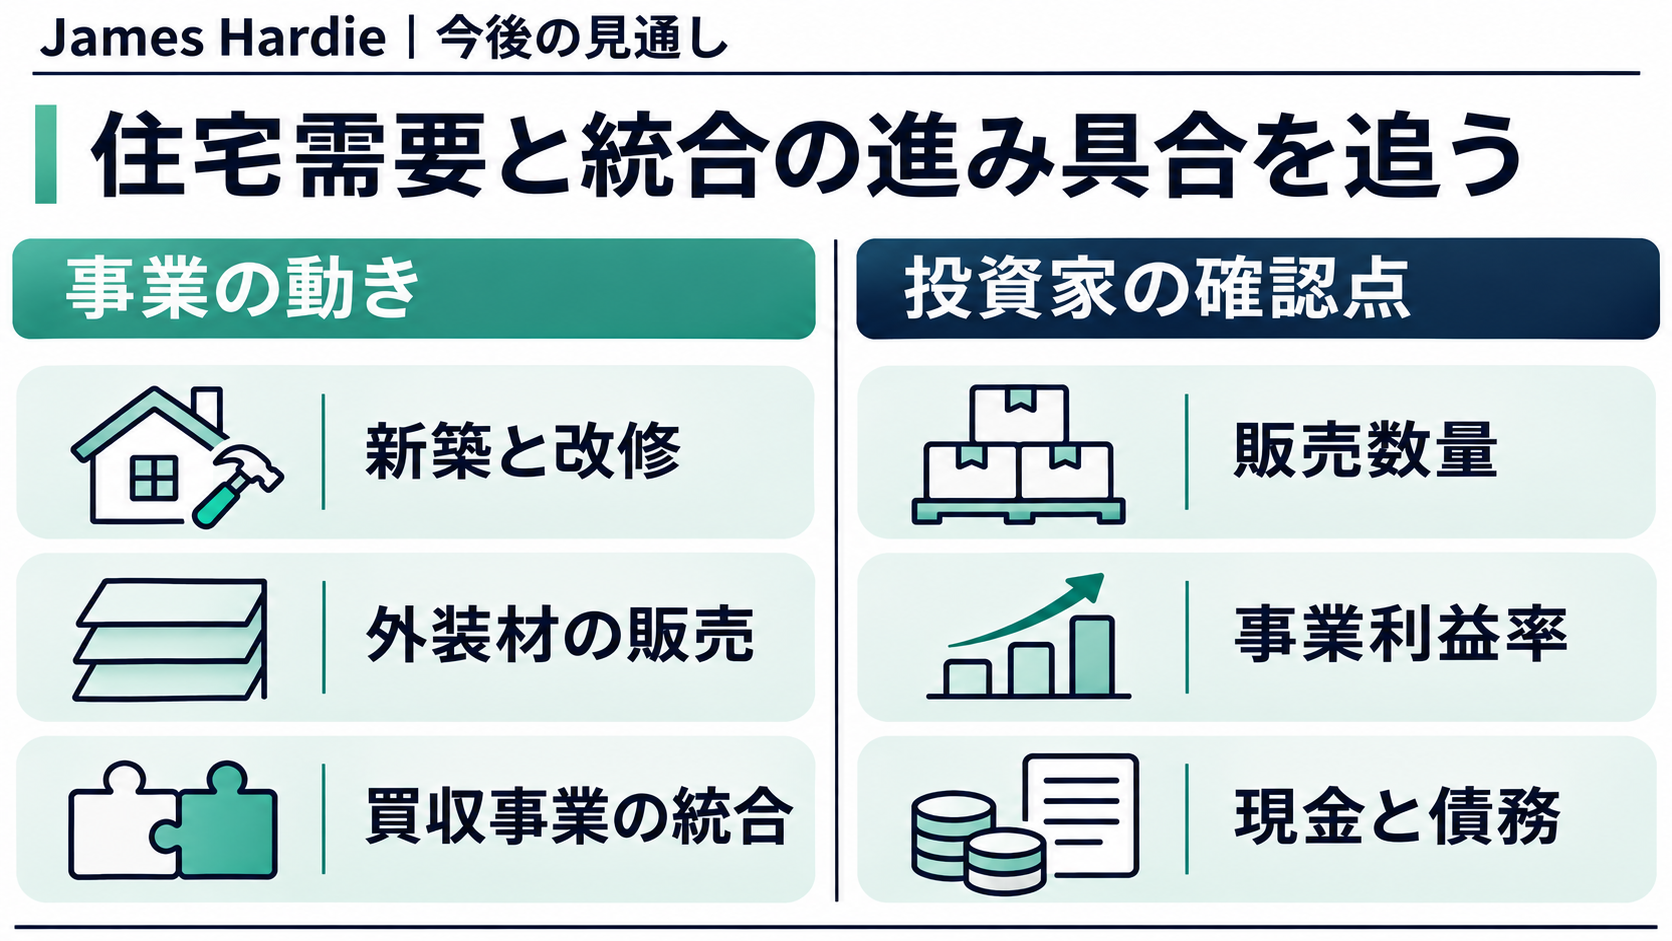 James Hardie｜今後の見通し
住宅需要と統合の進み具合を追う
事業の動き
新築と改修
外装材の販売
買収事業の統合
投資家の確認点
販売数量
事業利益率
現金と債務